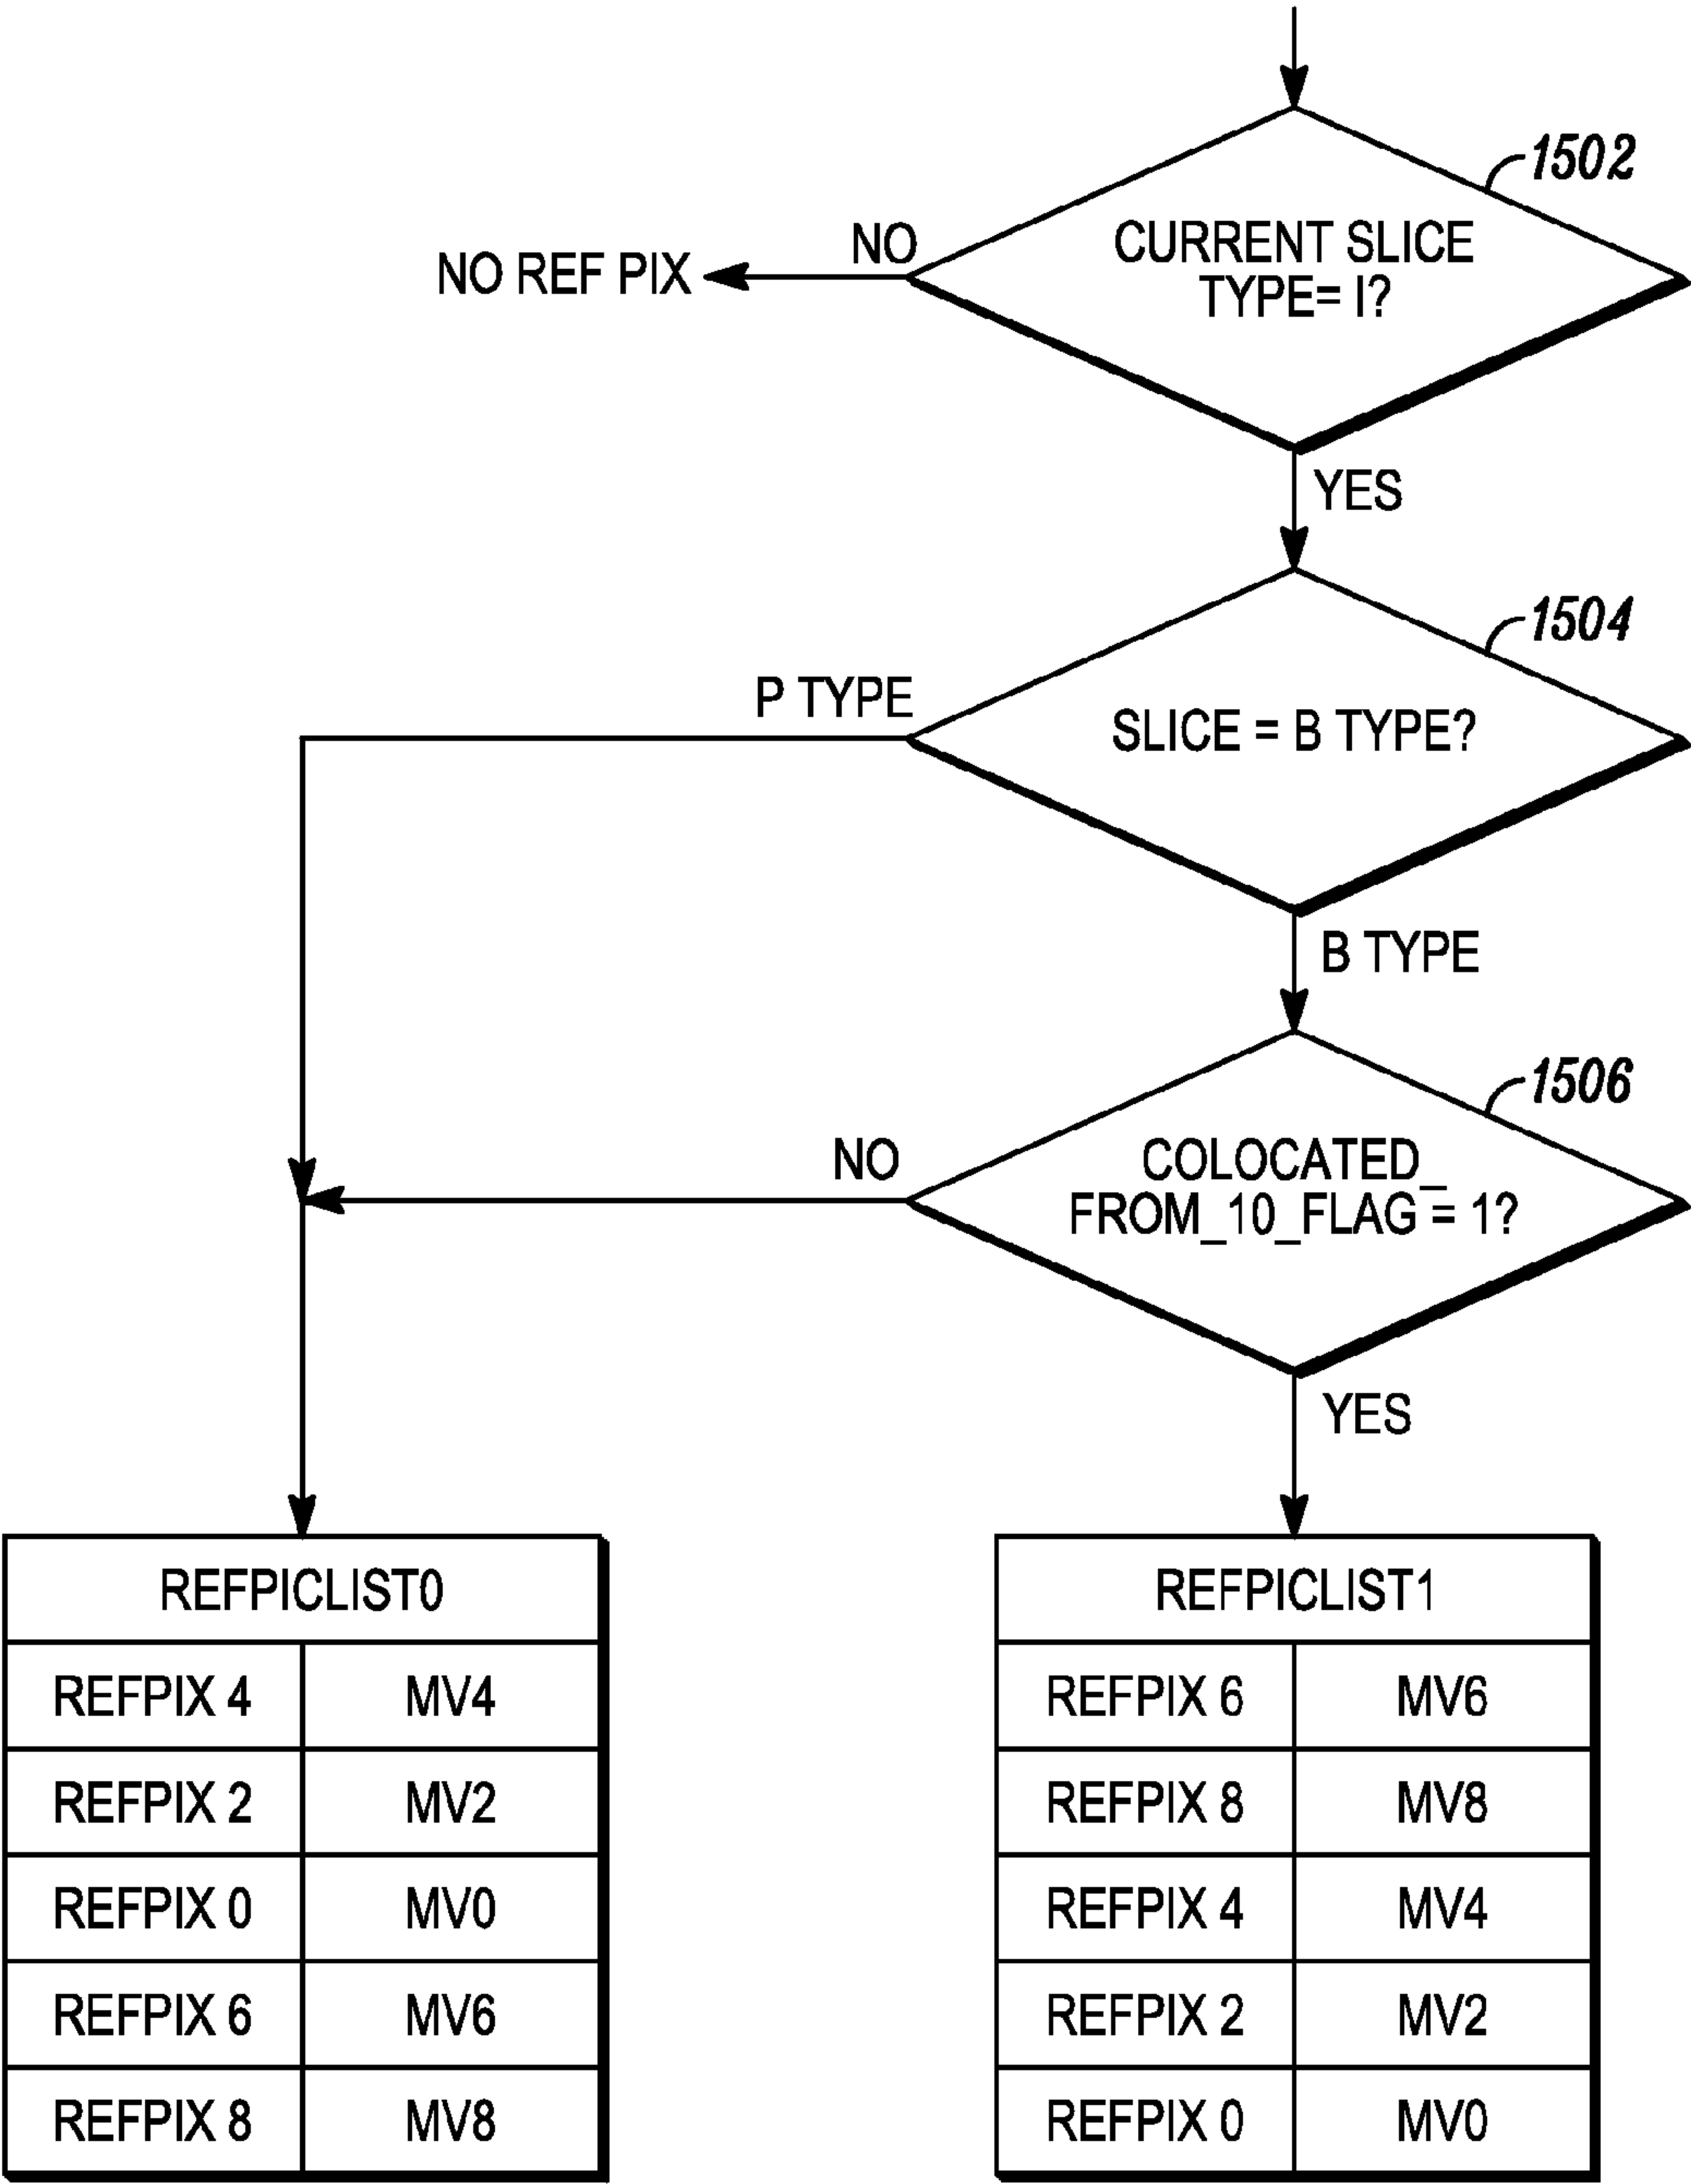 1502
CURRENT SLICE
TYPE= I?
NO
NO REF PIX
YES
1504
SLICE = B TYPE?
P TYPE
B TYPE
1506
COLOCATED_
FROM_10_FLAG = 1?
NO
YES
REFPICLIST0
REFPIX 4 MV4
REFPIX 2 MV2
REFPIX 0 MV0
REFPIX 6 MV6
REFPIX 8 MV8
REFPICLIST1
REFPIX 6 MV6
REFPIX 8 MV8
REFPIX 4 MV4
REFPIX 2 MV2
REFPIX 0 MV0